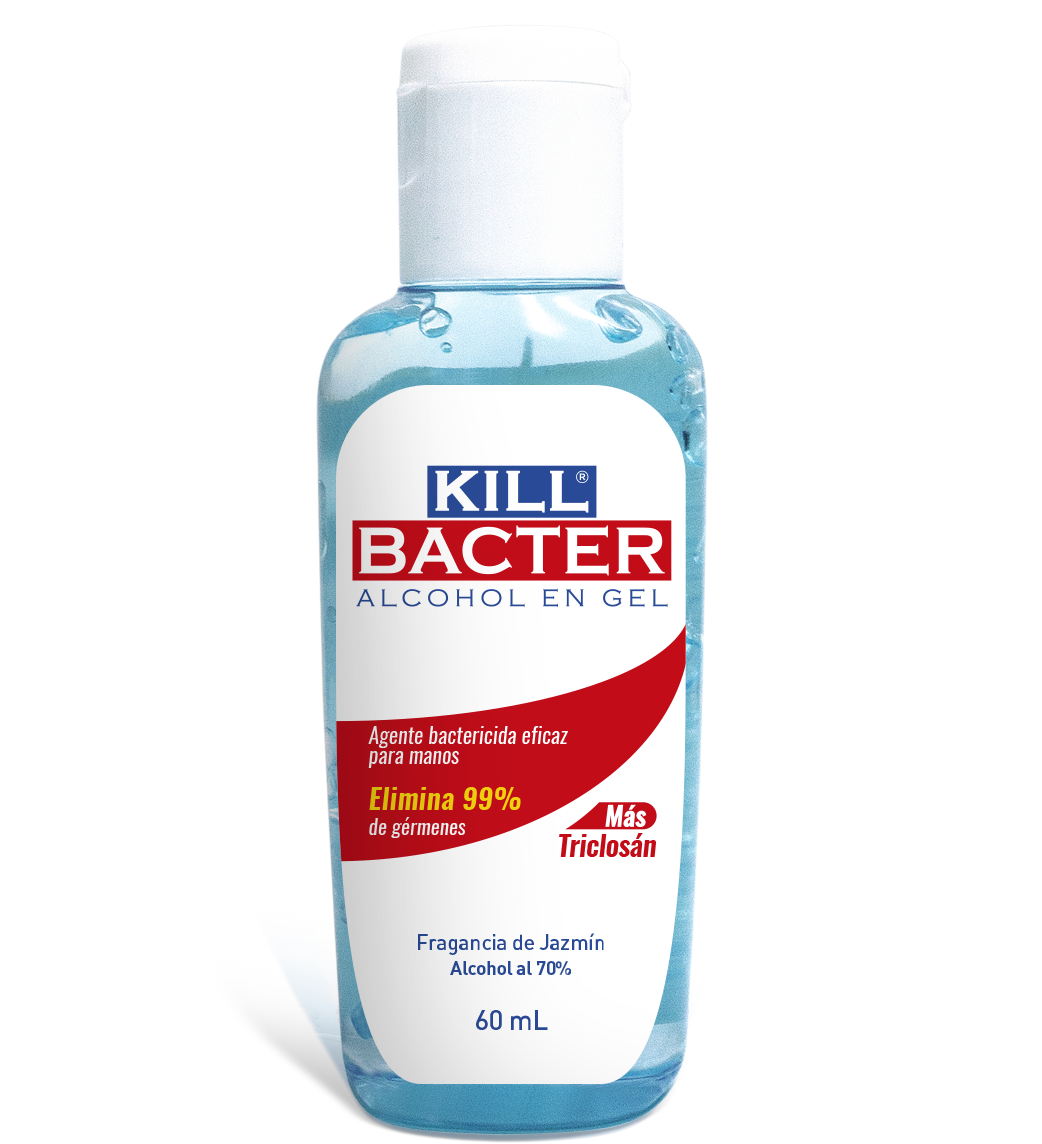 KILL®
BACTER
ALCOHOL EN GEL
Agente bactericida eficaz
para manos
Elimina 99%
de gérmenes
Más
Triclosán
Fragancia de Jazmín
Alcohol al 70%
60 mL